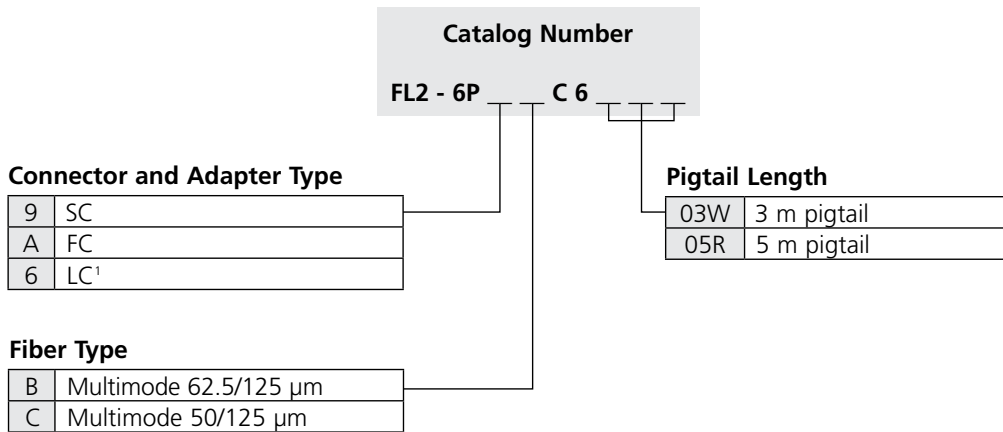 Catalog Number
FL2 - 6P _ _ C 6 _ _ _
Connector and Adapter Type
9 SC
A FC
6 LC¹
Fiber Type
B Multimode 62.5/125 µm
C Multimode 50/125 µm
Pigtail Length
03W 3 m pigtail
05R 5 m pigtail